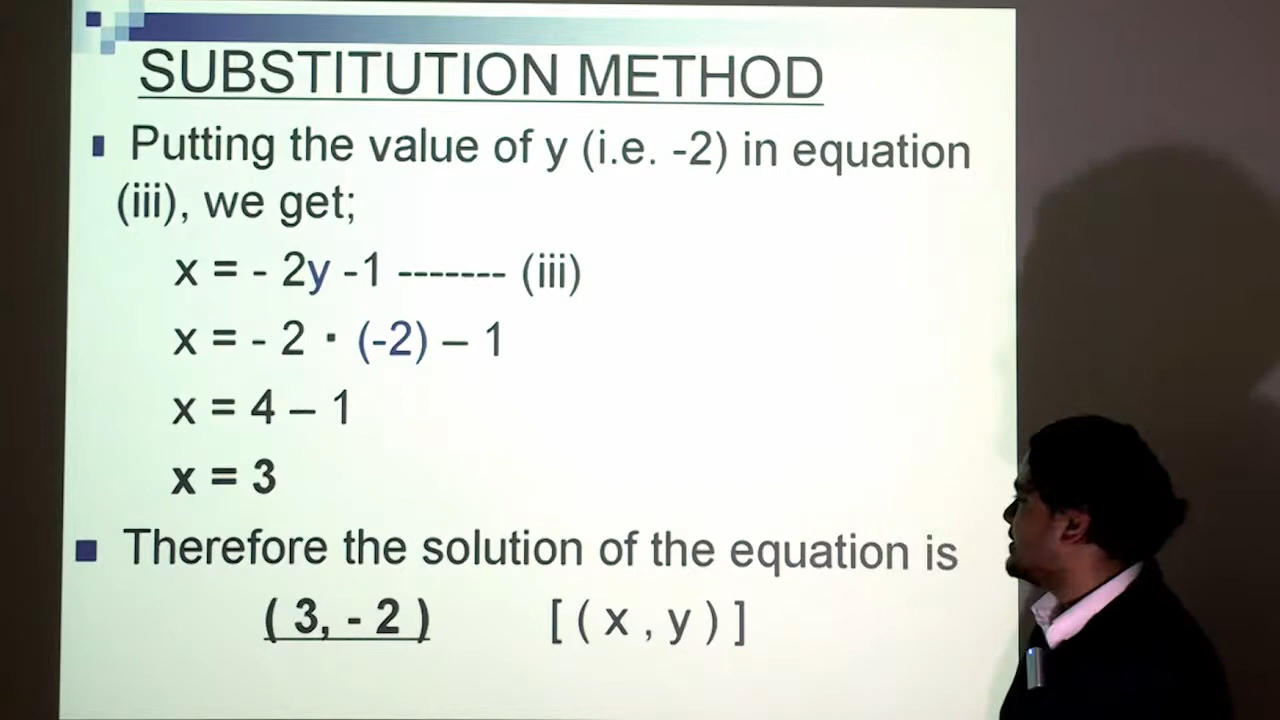 SUBSTITUTION METHOD
Putting the value of y (i.e. -2) in equation
(iii), we get;
x = - 2y -1 ------- (iii)
x = - 2 · (-2) – 1
x = 4 – 1
x = 3
Therefore the solution of the equation is
( 3, - 2 ) [ ( x , y ) ]